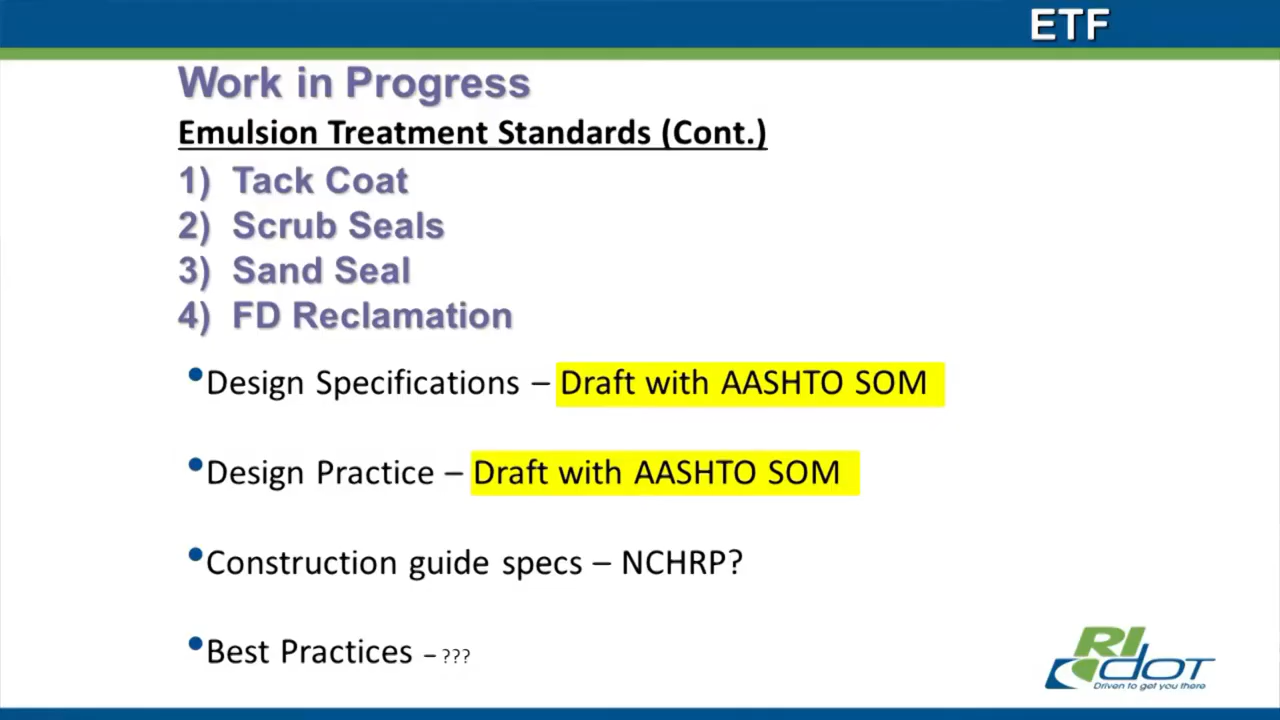 ETF
Work in Progress
Emulsion Treatment Standards (Cont.)
1) Tack Coat
2) Scrub Seals
3) Sand Seal
4) FD Reclamation
•Design Specifications – Draft with AASHTO SOM
•Design Practice – Draft with AASHTO SOM
•Construction guide specs – NCHRP?
•Best Practices – ???
RI
DOT
Driven to get you there